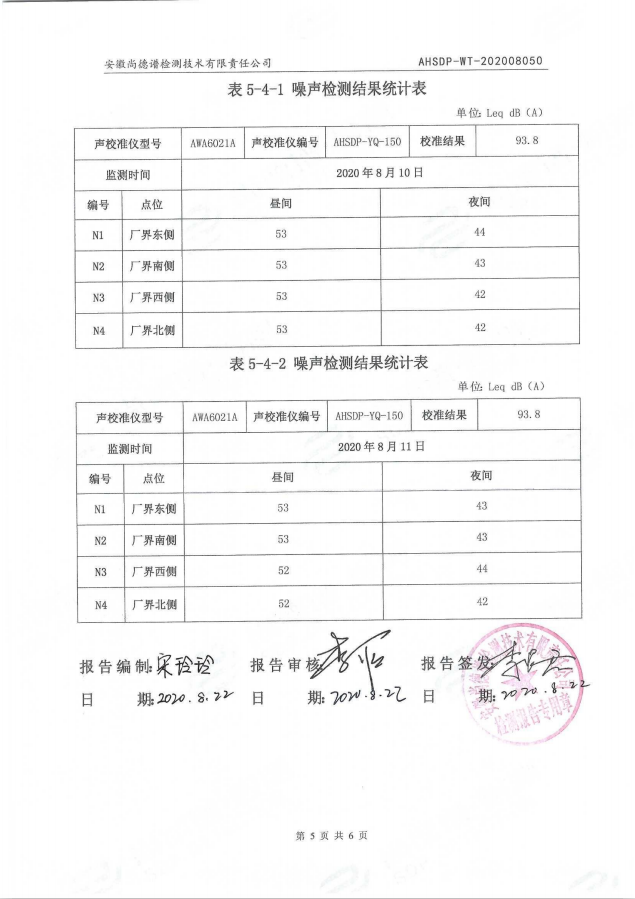 安徽尚德谱检测技术有限责任公司 AHSDP-WT-202008050
表 5-4-1 噪声检测结果统计表
单位: Leq dB（A）
声校准仪型号 AWA6021A 声校准仪编号 AHSDP-YQ-150 校准结果 93.8
监测时间 2020 年 8 月 10 日
编号 点位 昼间 夜间
N1 厂界东侧 53 44
N2 厂界南侧 53 43
N3 厂界西侧 53 42
N4 厂界北侧 53 42
表 5-4-2 噪声检测结果统计表
单位: Leq dB（A）
声校准仪型号 AWA6021A 声校准仪编号 AHSDP-YQ-150 校准结果 93.8
监测时间 2020 年 8 月 11 日
编号 点位 昼间 夜间
N1 厂界东侧 53 43
N2 厂界南侧 53 43
N3 厂界西侧 52 44
N4 厂界北侧 52 42
报告编制: 宋玲玲 报告审核 报告签发
日 期: 2020.8.22 日 期: 2020.8.22 日 期: 2020.8.22
检测报告专用章
第 5 页 共 6 页